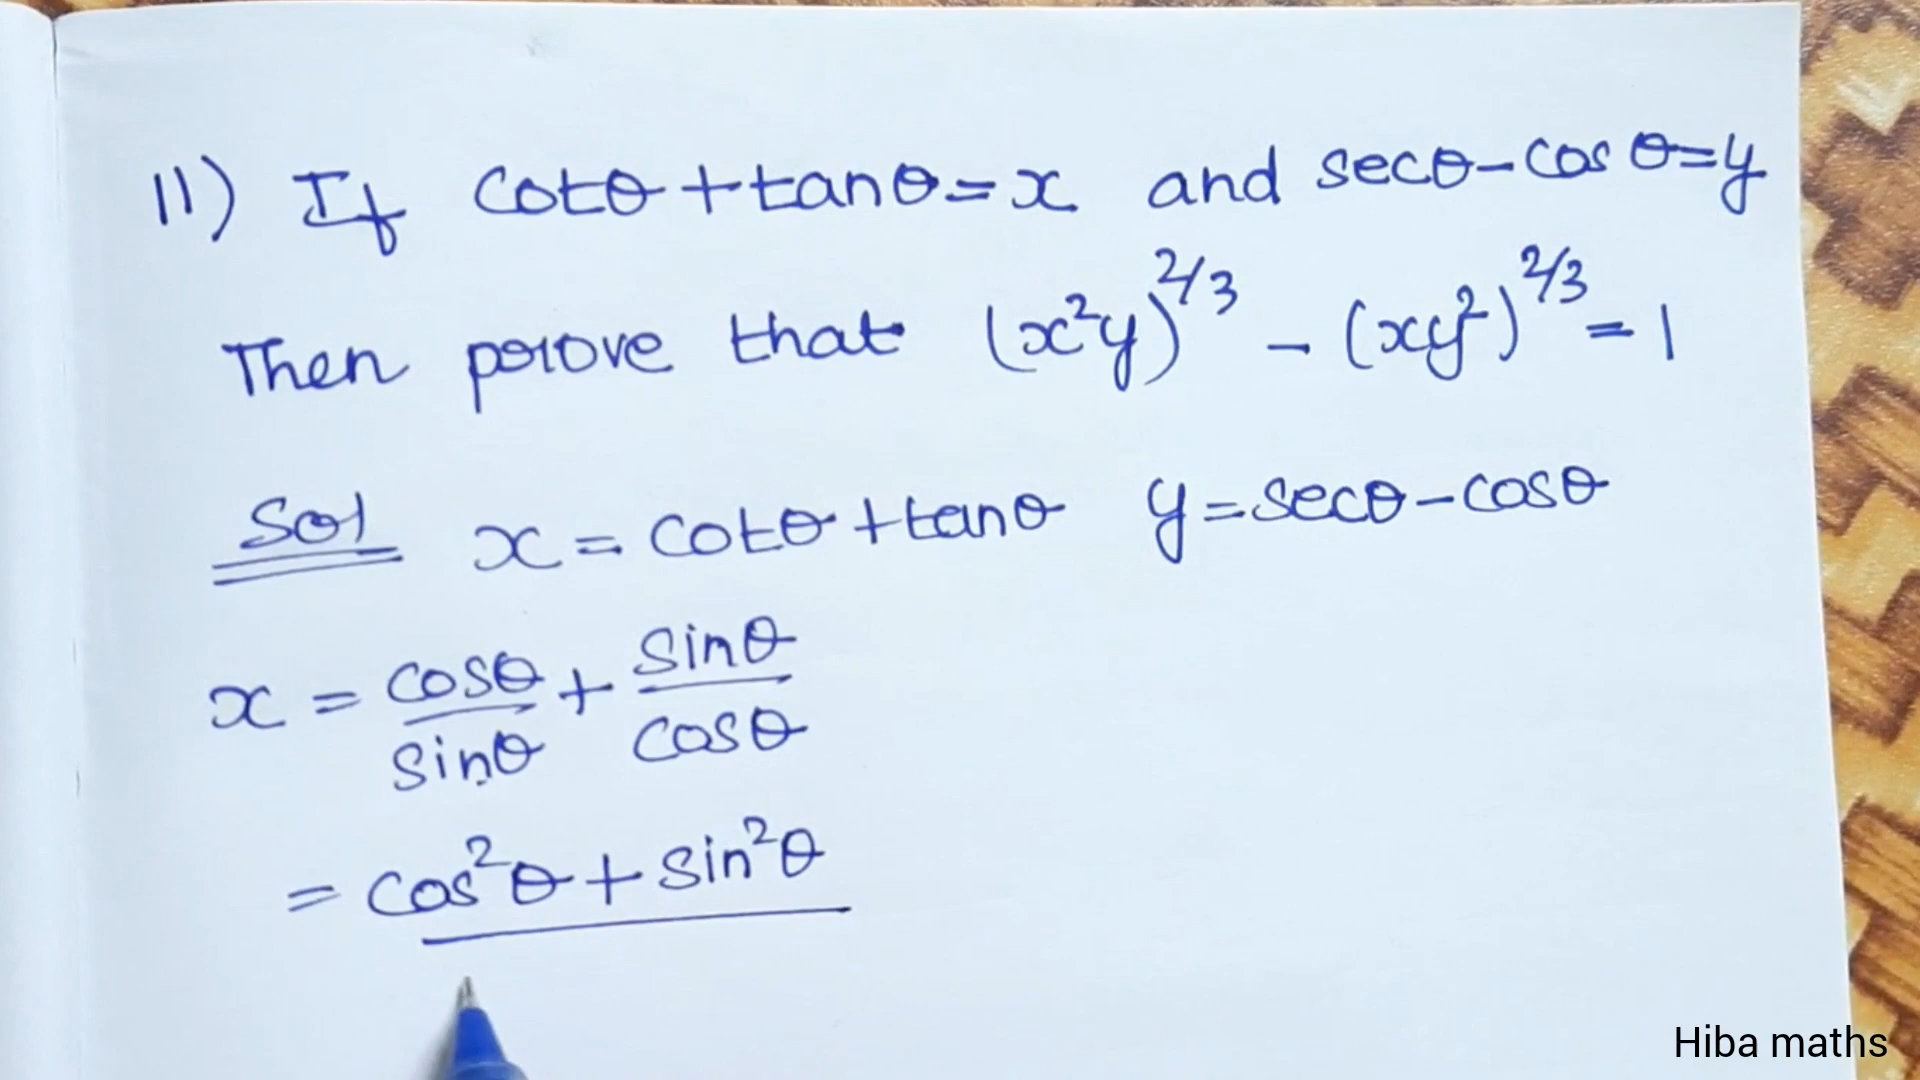 11) If cotθ + tanθ = x and secθ - cosθ = y
Then prove that (x²y)^2/3 - (xy²)^2/3 = 1
Sol x = cotθ + tanθ y = secθ - cosθ
x = cosθ/sinθ + sinθ/cosθ
= cos²θ + sin²θ
Hiba maths